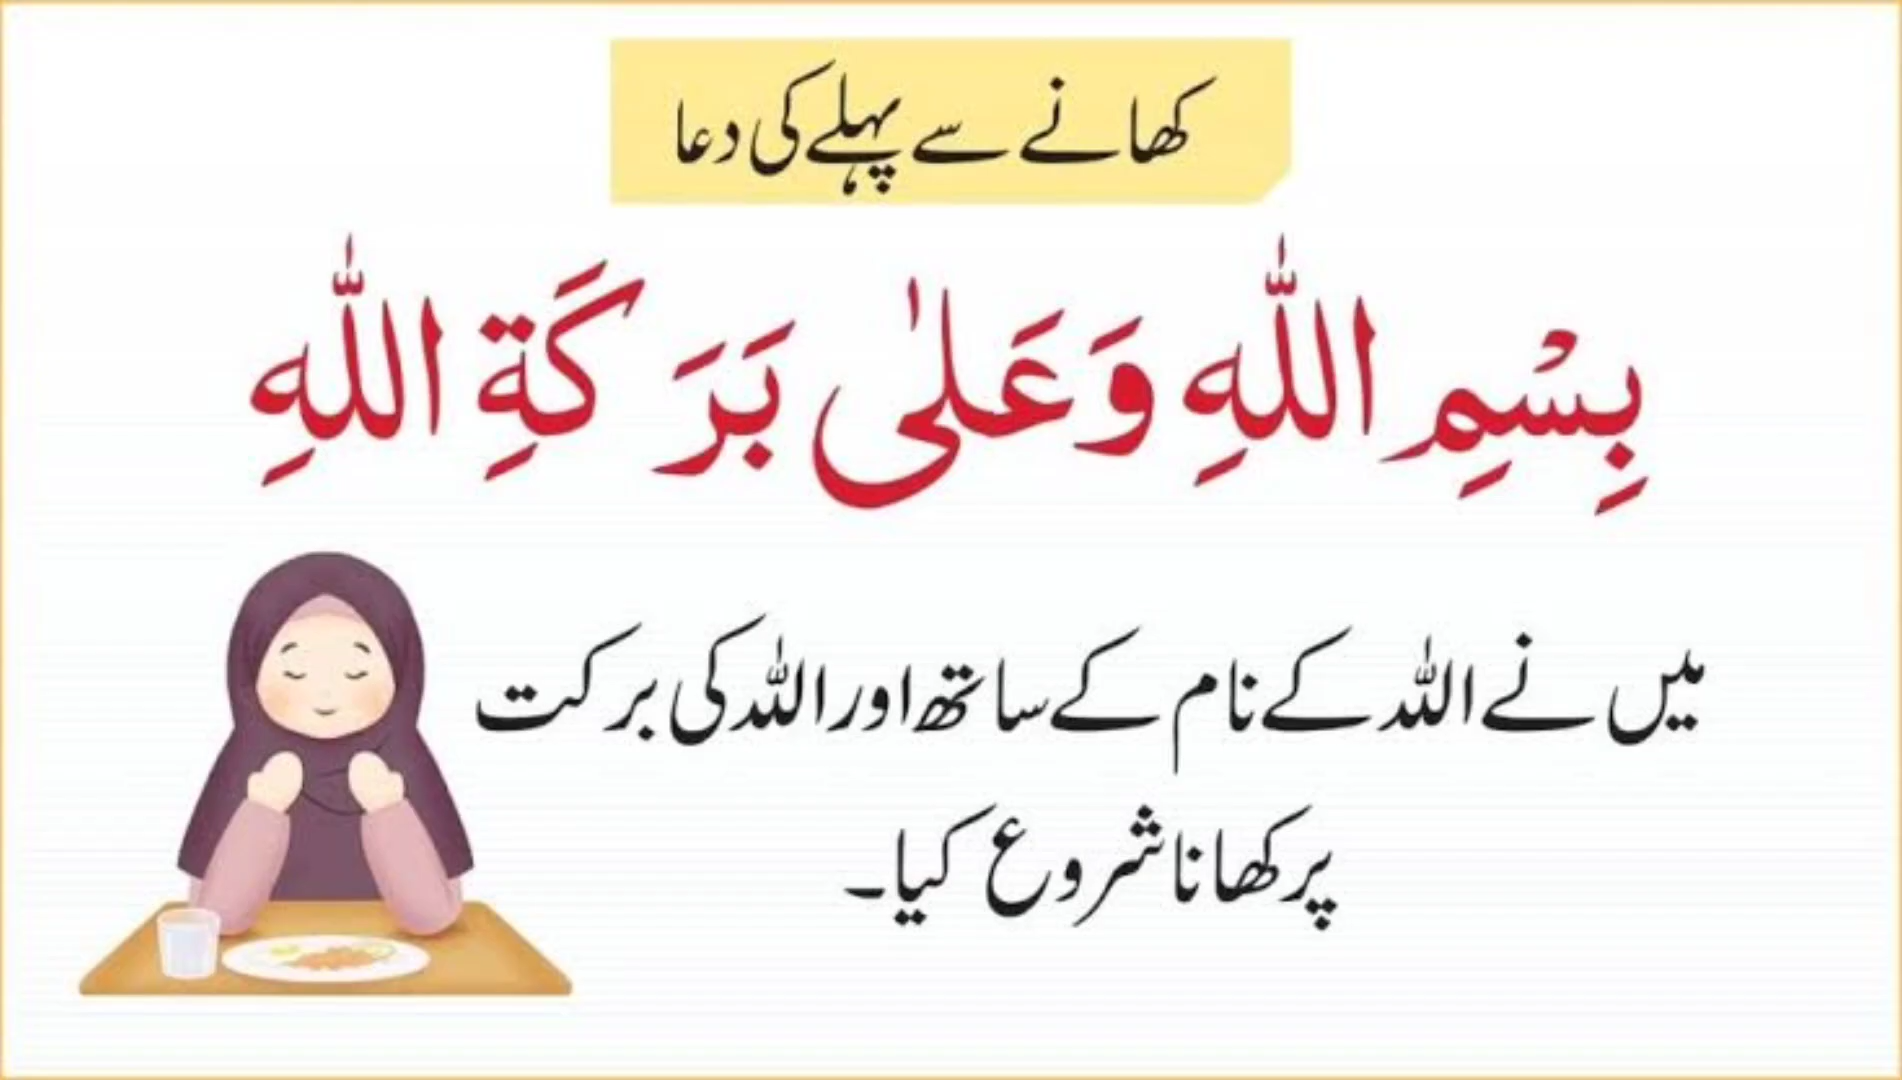 کھانے سے پہلے کی دعا
بِسْمِ اللّٰهِ وَعَلٰی بَرَكَةِ اللّٰهِ
میں نے اللہ کے نام کے ساتھ اور اللہ کی برکت
پر کھانا شروع کیا۔